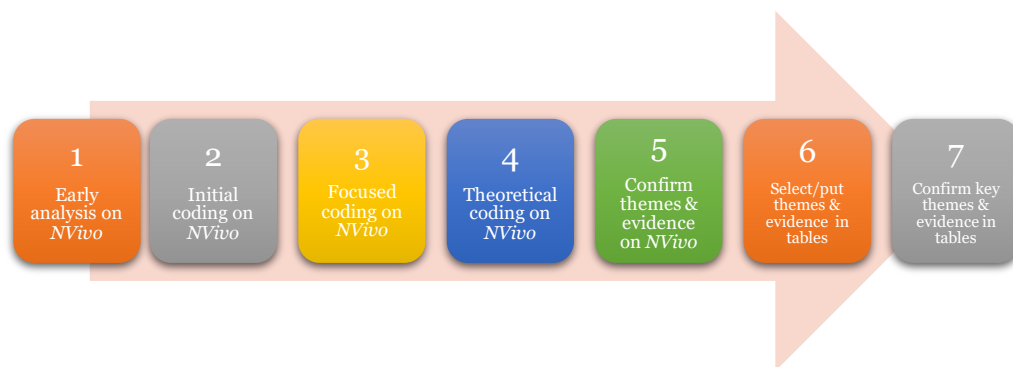 1
Early
analysis on
NVivo
2
Initial
coding on
NVivo
3
Focused
coding on
NVivo
4
Theoretical
coding on
NVivo
5
Confirm
themes &
evidence
on NVivo
6
Select/put
themes &
evidence in
tables
7
Confirm key
themes &
evidence in
tables